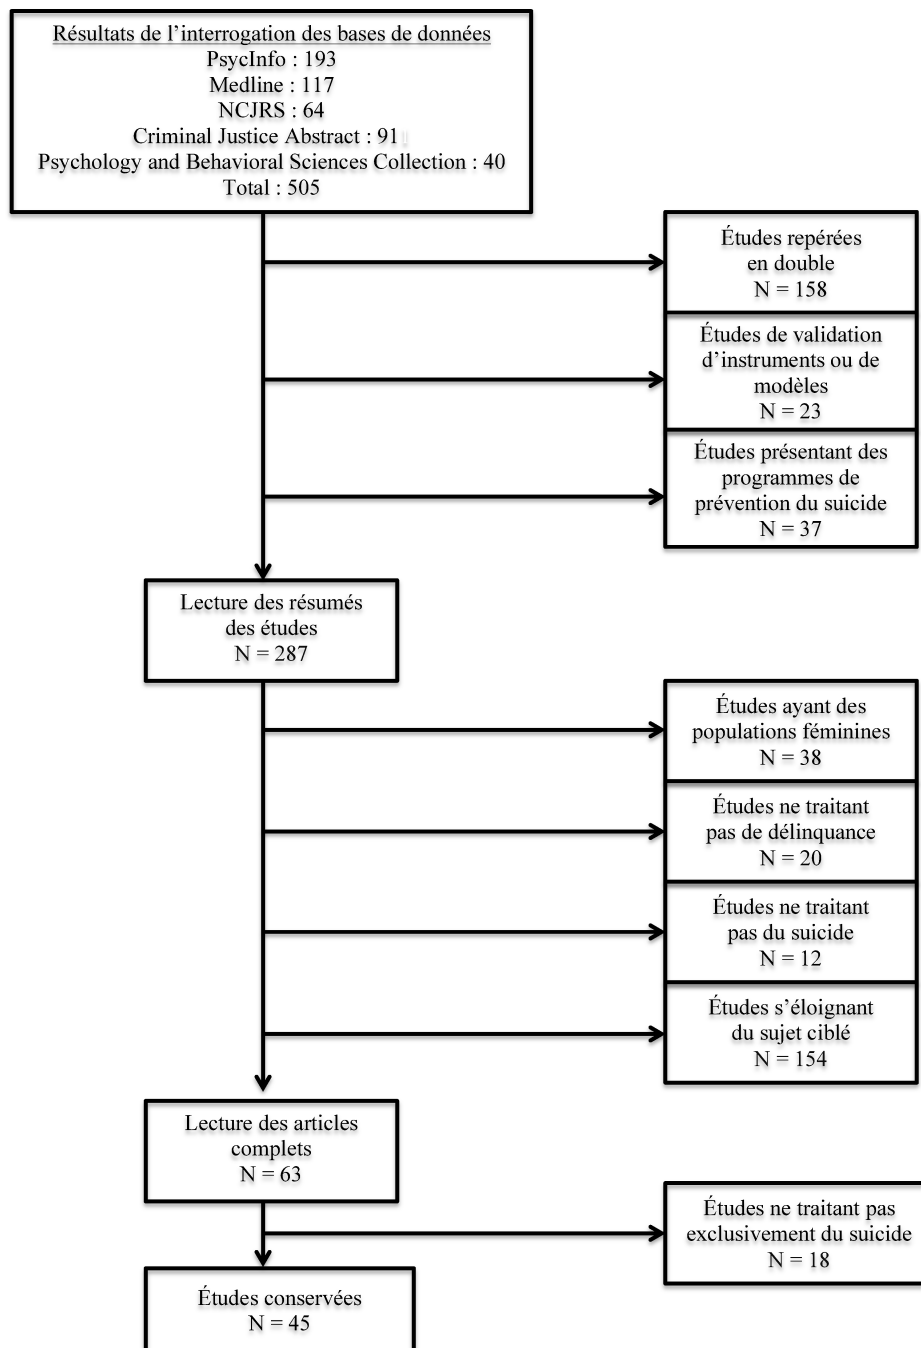 Résultats de l’interrogation des bases de données
PsycInfo : 193
Medline : 117
NCJRS : 64
Criminal Justice Abstract : 91
Psychology and Behavioral Sciences Collection : 40
Total : 505
Études repérées
en double
N = 158
Études de validation
d’instruments ou de
modèles
N = 23
Études présentant des
programmes de
prévention du suicide
N = 37
Lecture des résumés
des études
N = 287
Études ayant des
populations féminines
N = 38
Études ne traitant
pas de délinquance
N = 20
Études ne traitant
pas du suicide
N = 12
Études s’éloignant
du sujet ciblé
N = 154
Lecture des articles
complets
N = 63
Études ne traitant pas
exclusivement du suicide
N = 18
Études conservées
N = 45